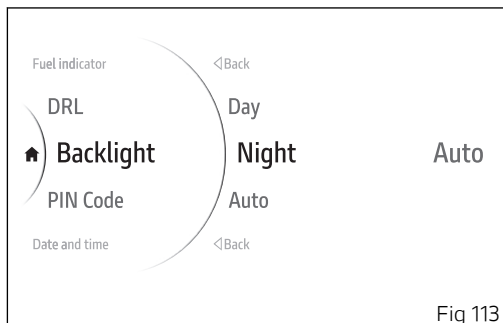 Fuel indicator
DRL
Backlight
PIN Code
Date and time
◁Back
Day
Night
Auto
◁Back
Auto
Fig 113